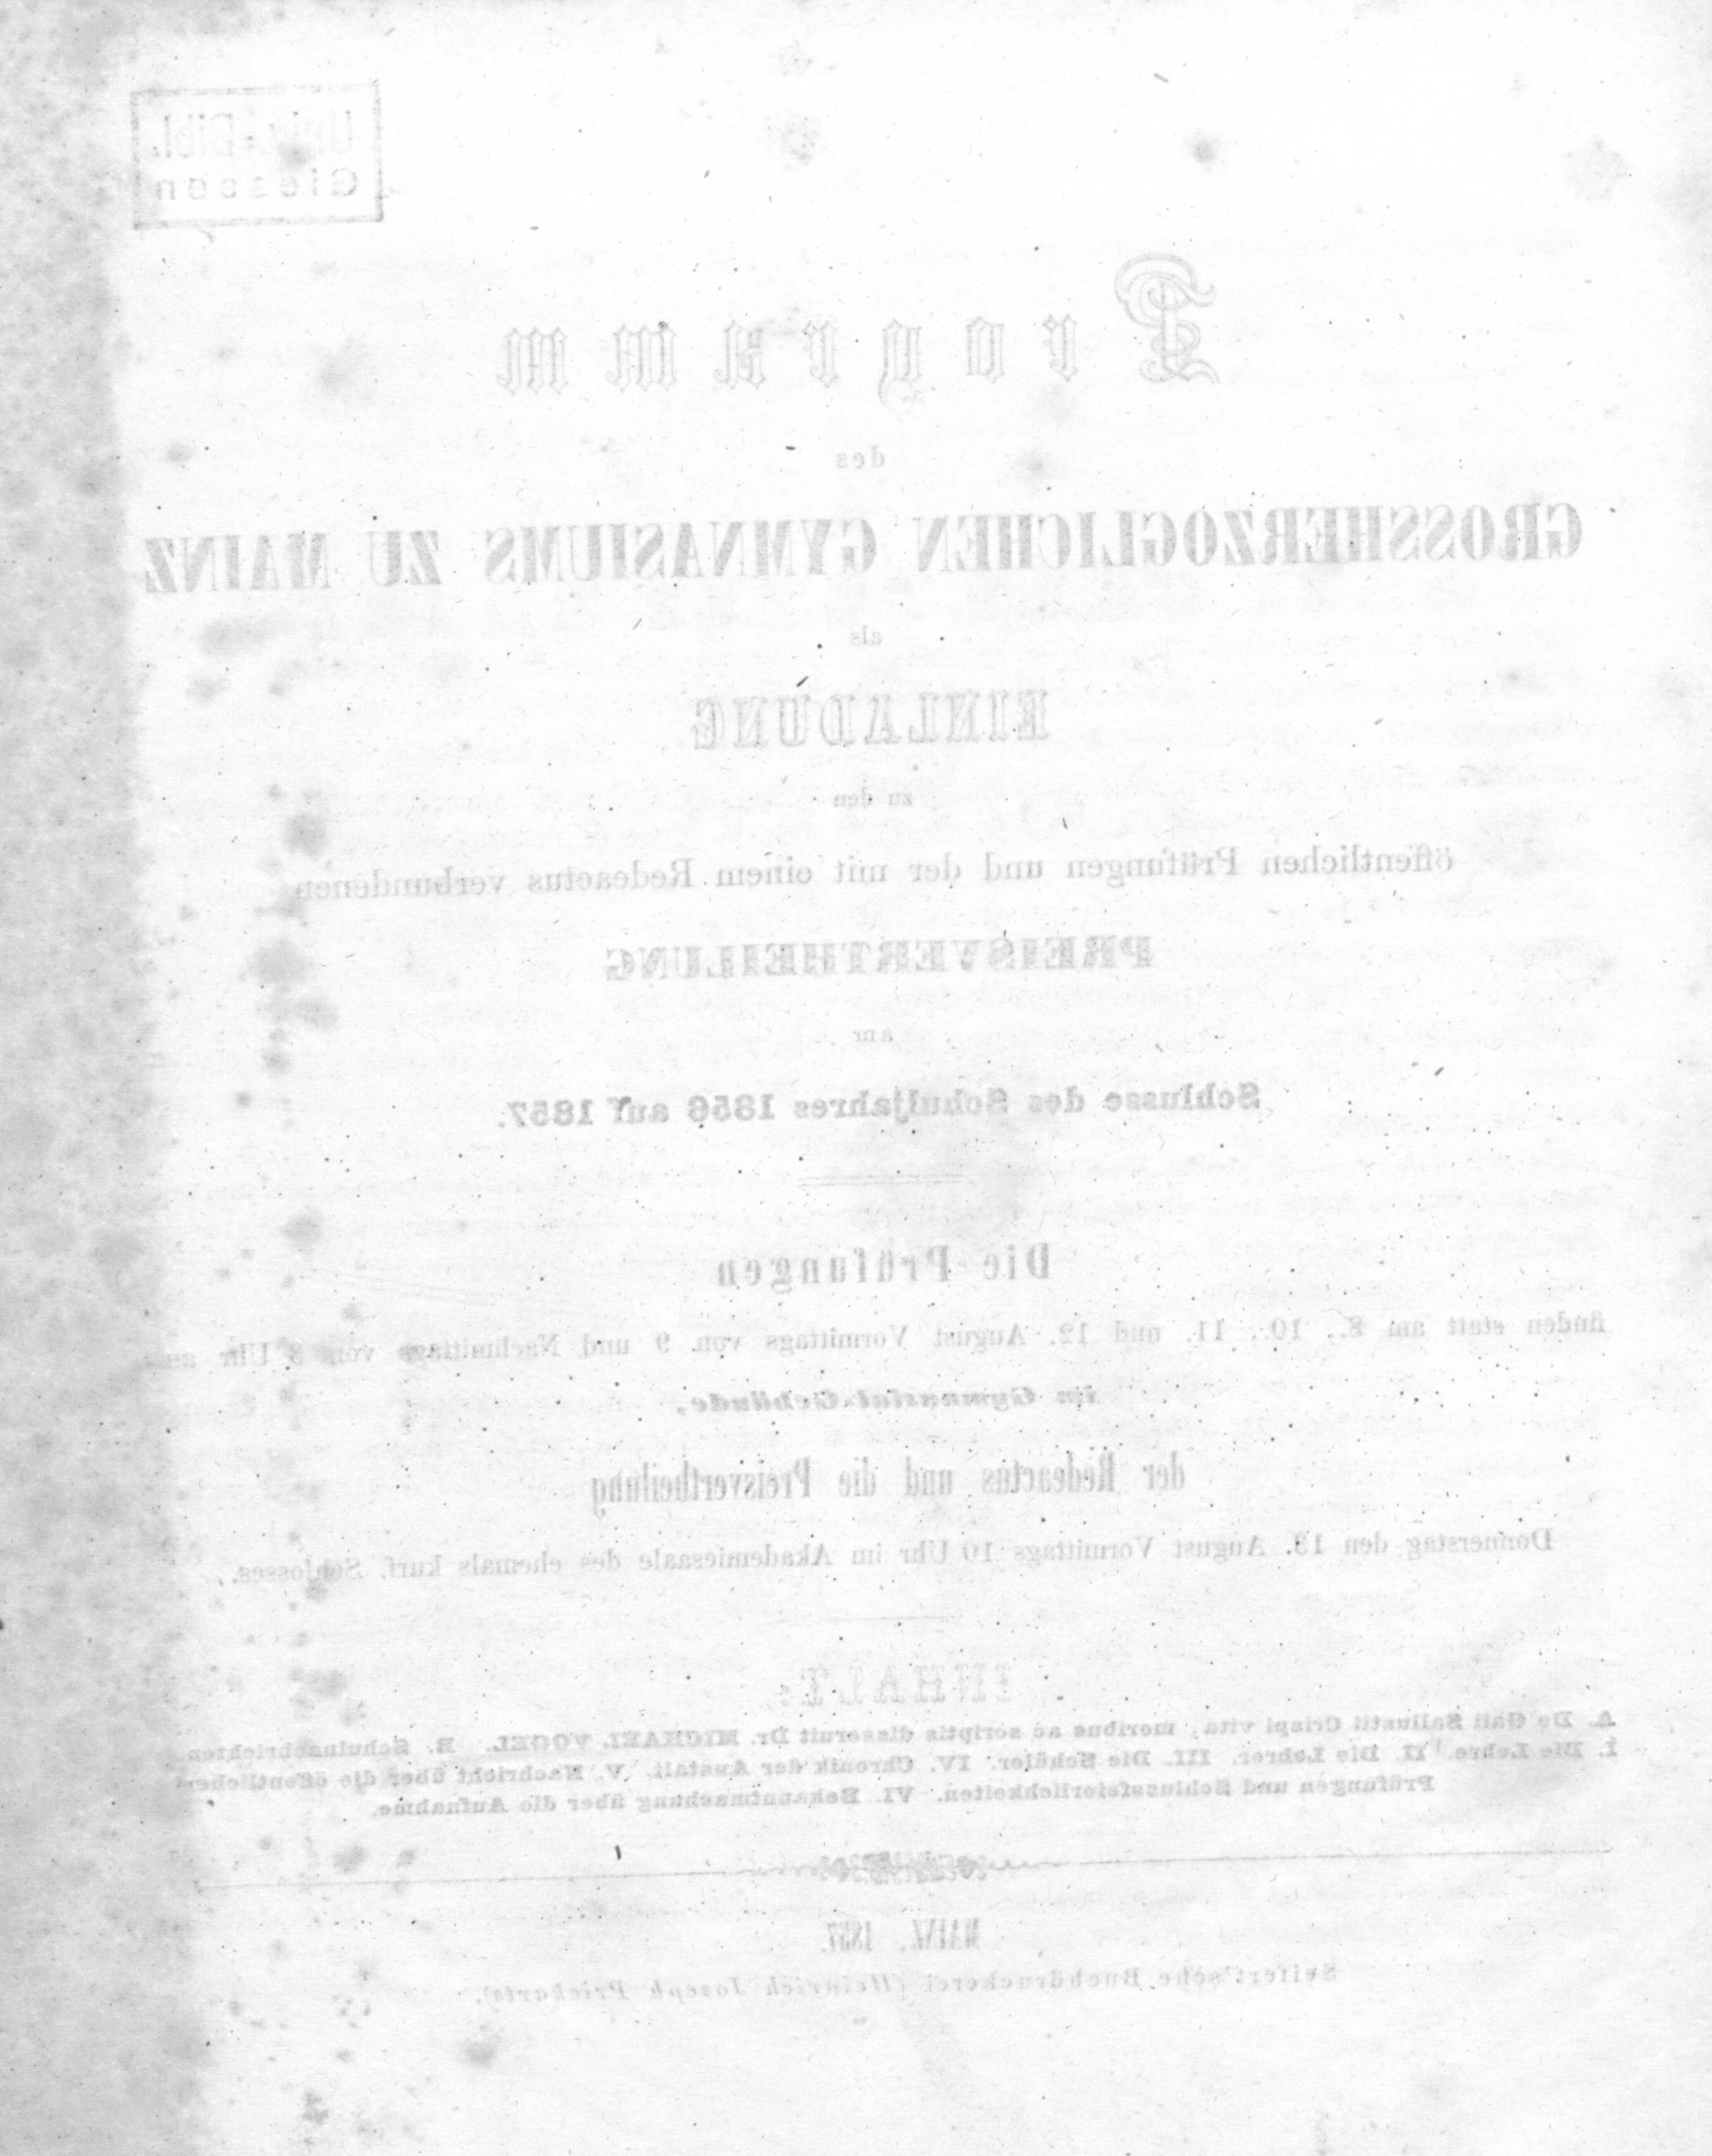 Univ.-Bibl.
Giessen
Programm
des
GROSSHERZOGLICHEN GYMNASIUMS ZU MAINZ
als
EINLADUNG
zu den
öffentlichen Prüfungen und der mit einem Redeactus verbundenen
PREISVERTHEILUNG
am
Schlusse des Schuljahres 1856 auf 1857.
Die Prüfungen
finden statt am 8., 10., 11. und 12. August Vormittags von 9 und Nachmittags von 3 Uhr an
im Gymnasial-Gebäude,
der Redeactus und die Preisvertheilung
Donnerstag den 13. August Vormittags 10 Uhr im Akademiesaale des ehemals kurf. Schlosses.
INHALT:
A. De Caii Sallustii Crispi vita, moribus ac scriptis disseruit Dr. MICHAEL VOGEL. B. Schulnachrichten.
I. Die Lehre. II. Die Lehrer. III. Die Schüler. IV. Chronik der Anstalt. V. Nachricht über die öffentlichen
Prüfungen und Schlussfeierlichkeiten. VI. Bekanntmachung über die Aufnahme.
MAINZ, 1857.
Seifert'sche Buchdruckerei (Heinrich Joseph Prickarts).